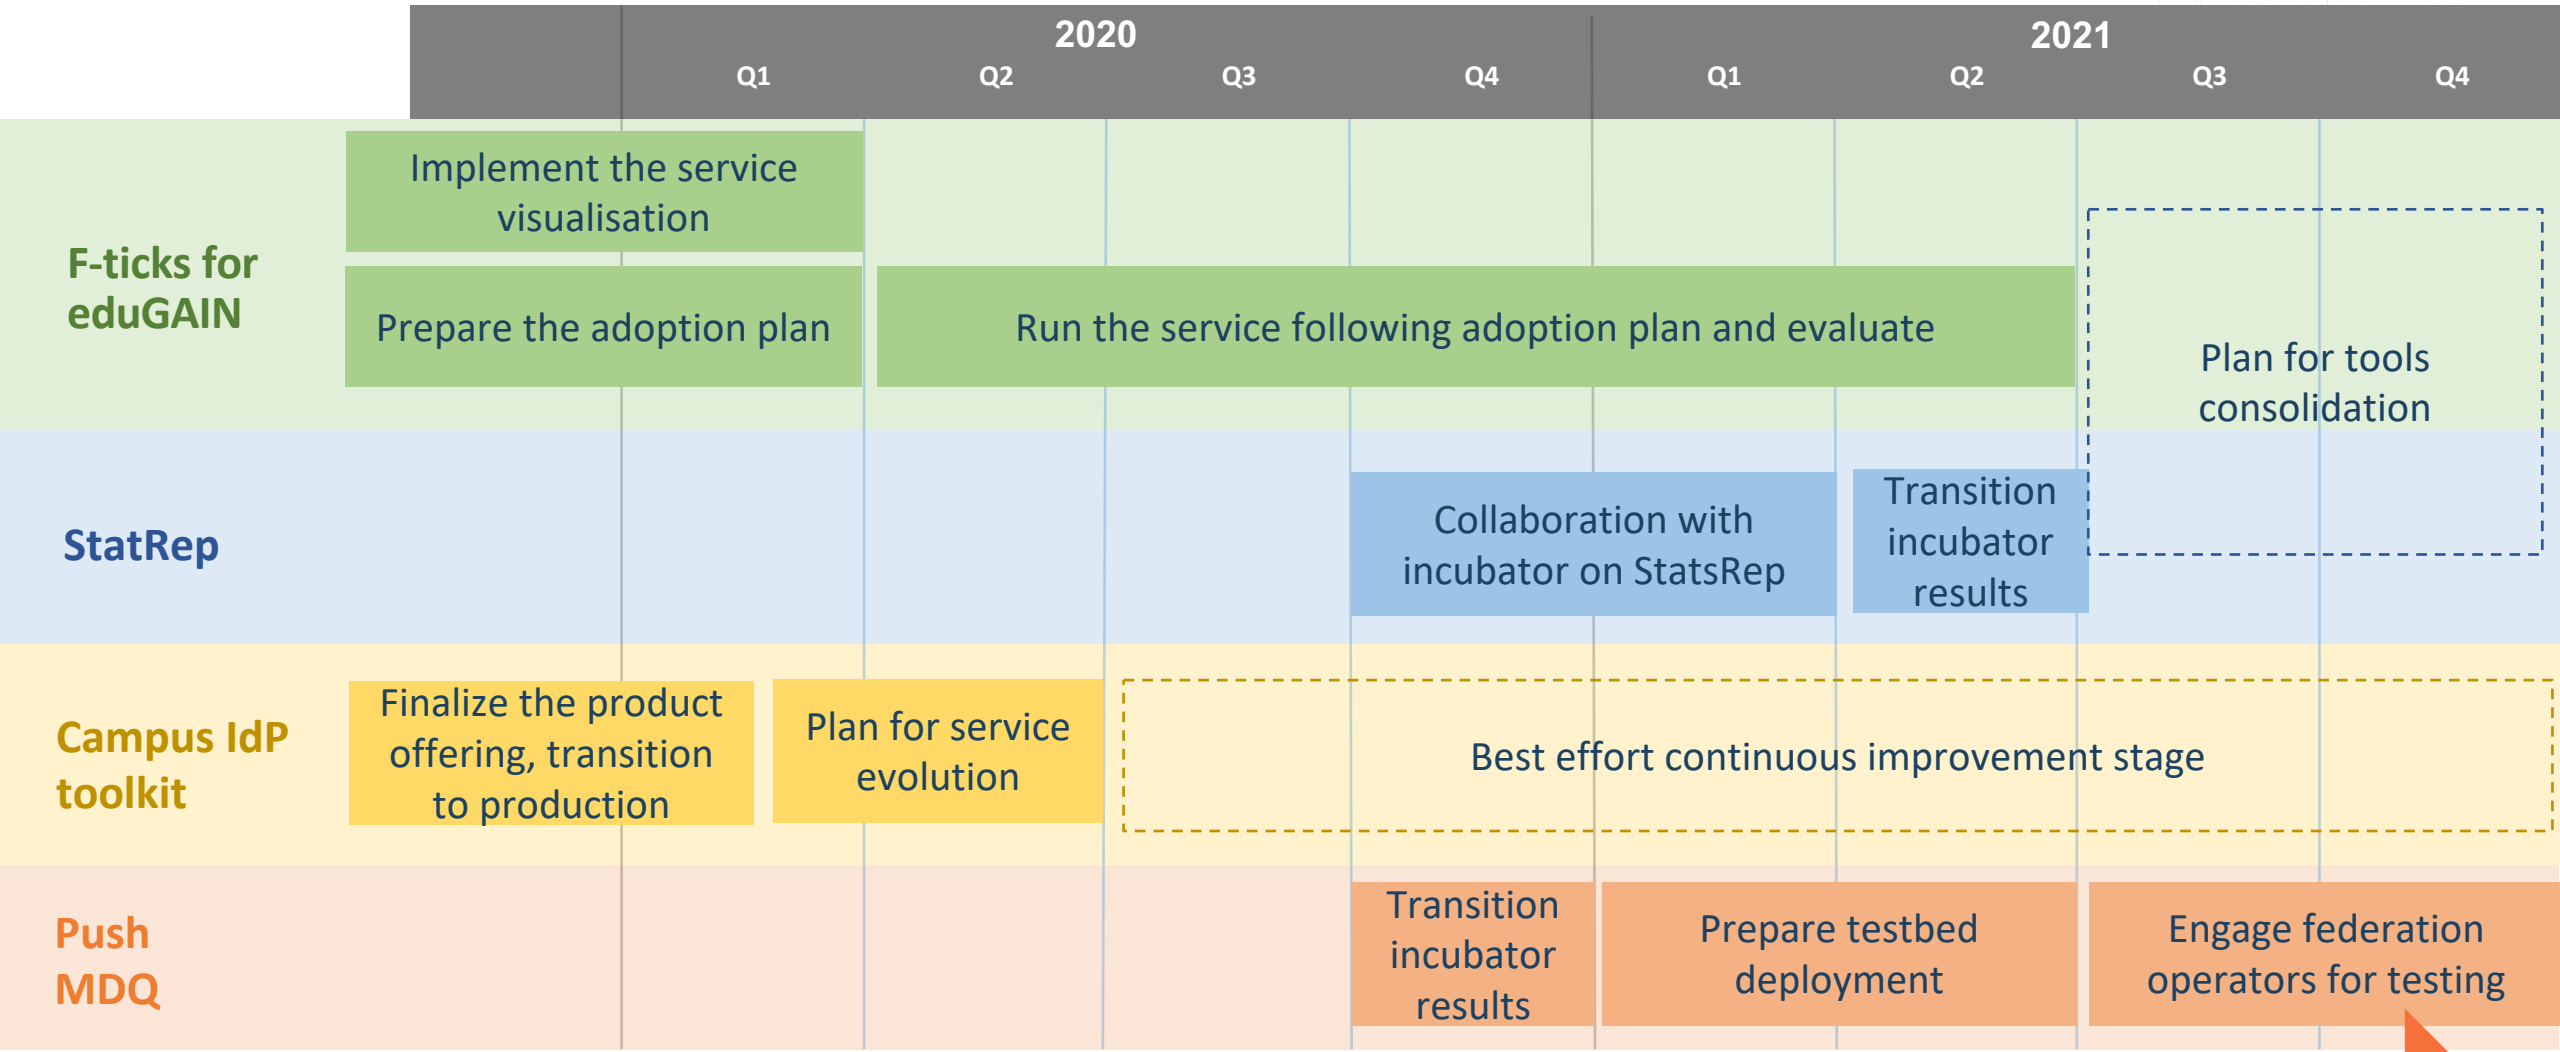 2020
2021
Q1
Q2
Q3
Q4
Q1
Q2
Q3
Q4
F-ticks for
eduGAIN
Implement the service
visualisation
Prepare the adoption plan
Run the service following adoption plan and evaluate
Plan for tools
consolidation
StatRep
Collaboration with
incubator on StatsRep
Transition
incubator
results
Campus IdP
toolkit
Finalize the product
offering, transition
to production
Plan for service
evolution
Best effort continuous improvement stage
Push
MDQ
Transition
incubator
results
Prepare testbed
deployment
Engage federation
operators for testing